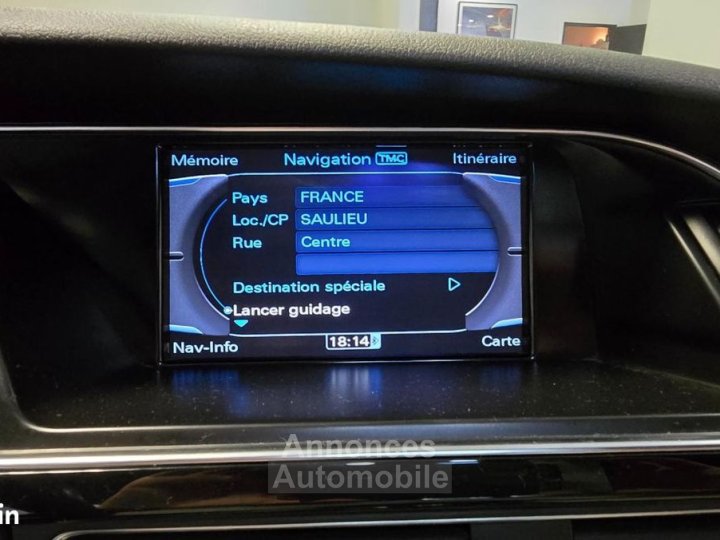 Mémoire Navigation TMC Itinéraire
Pays FRANCE
Loc./CP SAULIEU
Rue Centre
Destination spéciale
Lancer guidage
Nav-Info 18:14 Carte
Annonces
Automobile
in